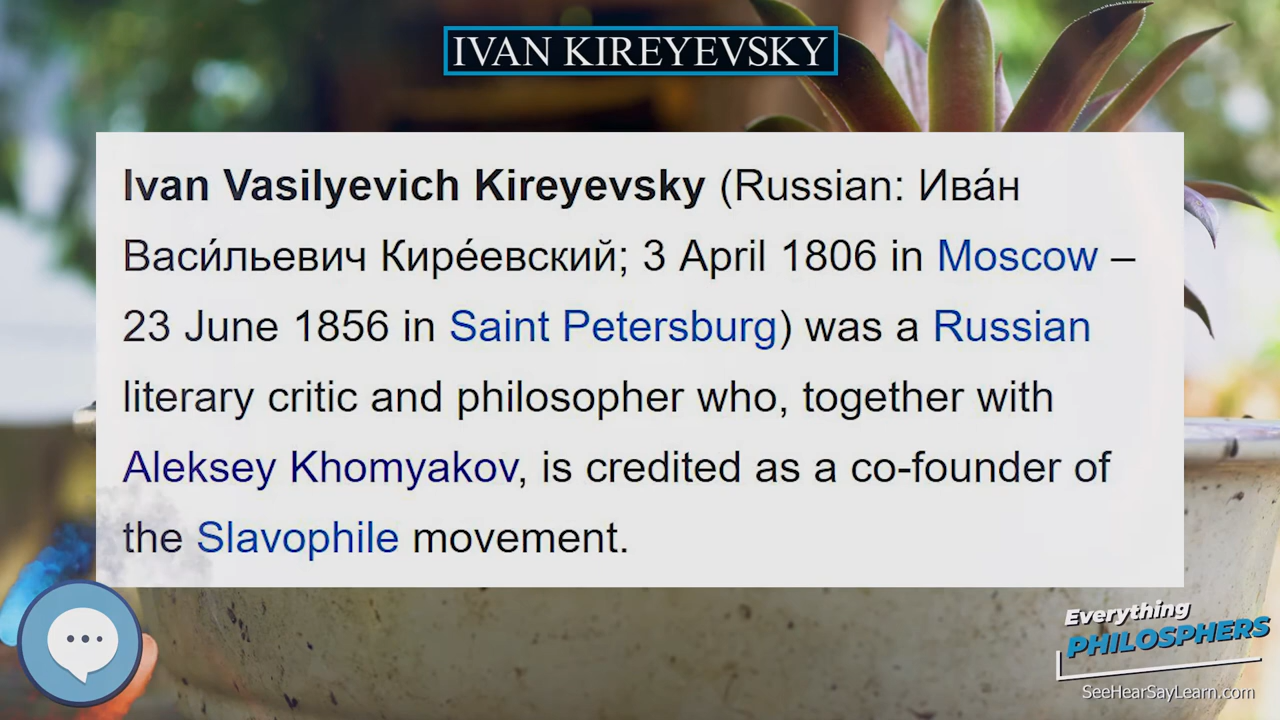 IVAN KIREYEVSKY
Ivan Vasilyevich Kireyevsky (Russian: Ива́н
Васи́льевич Кире́евский; 3 April 1806 in Moscow –
23 June 1856 in Saint Petersburg) was a Russian
literary critic and philosopher who, together with
Aleksey Khomyakov, is credited as a co-founder of
the Slavophile movement.
Everything
PHILOSPHERS
SeeHearSayLearn.com